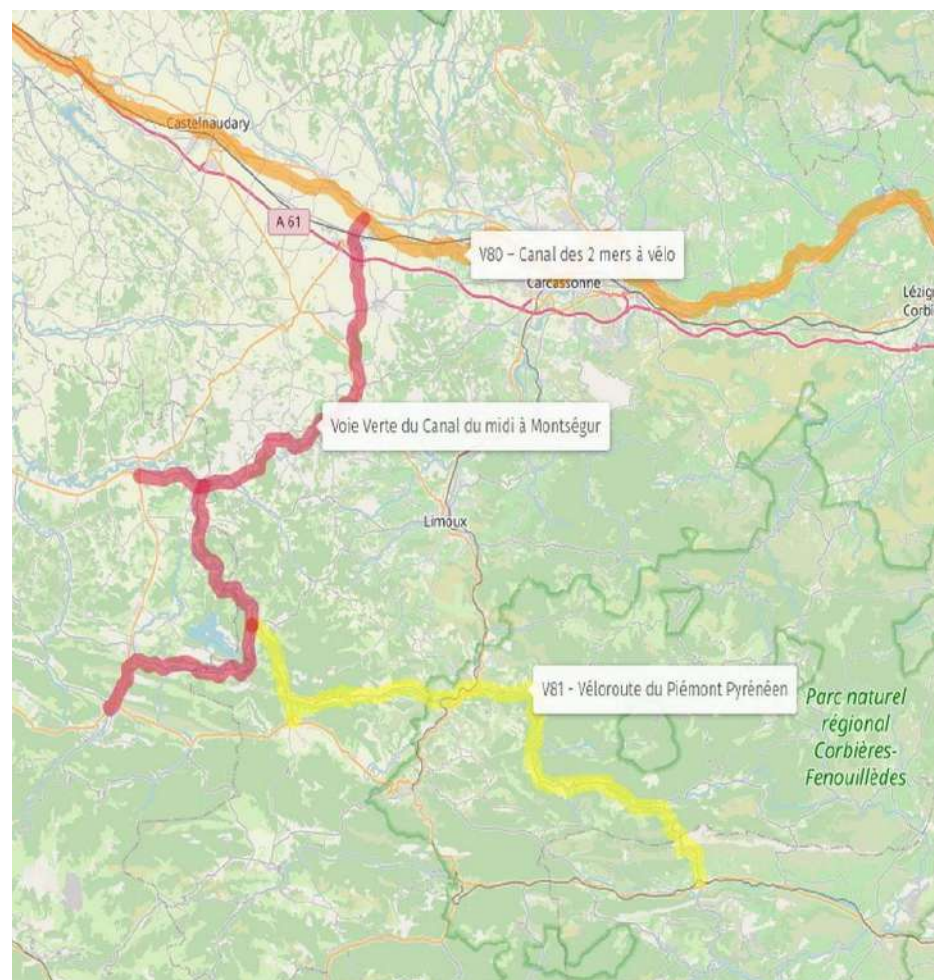 Castelnaudary
A 61
V80 – Canal des 2 mers à vélo
Carcassonne
Lézig
Corbi
Voie Verte du Canal du midi à Montségur
Limoux
V81 - Véloroute du Piémont Pyrénéen
Parc naturel
régional
Corbières-
Fenouillèdes